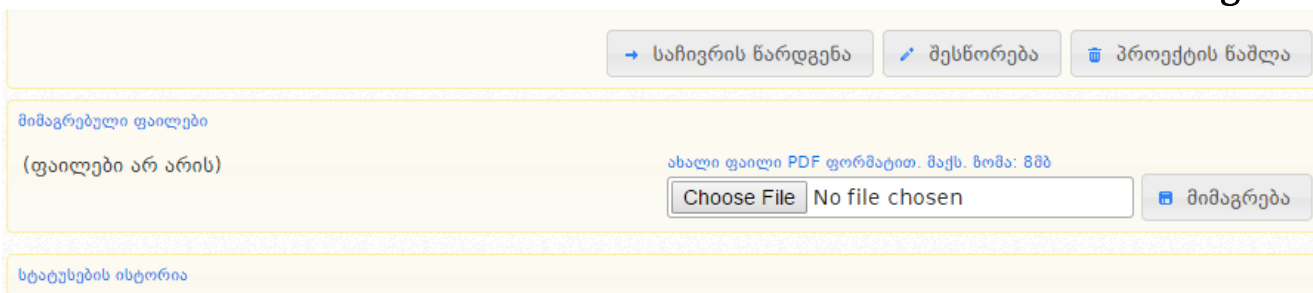 საჩივრის წარდგენა შესწორება პროექტის წაშლა
მიმაგრებული ფაილები
(ფაილები არ არის)
ახალი ფაილი PDF ფორმატით. მაქს. ზომა: 8მბ
Choose File No file chosen მიმაგრება
სტატუსების ისტორია